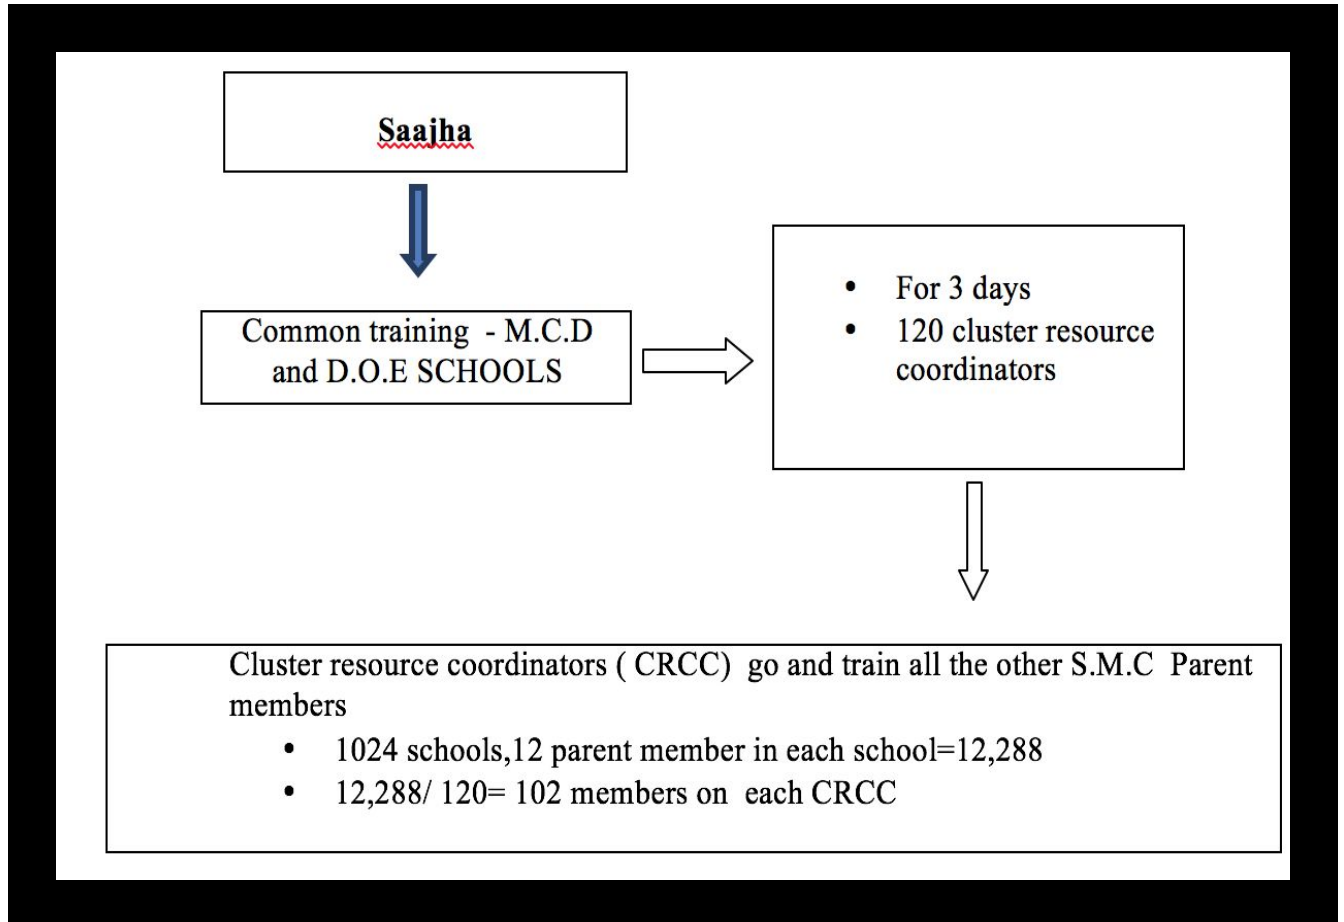 Saajha
Common training - M.C.D
and D.O.E SCHOOLS
• For 3 days
• 120 cluster resource
coordinators
Cluster resource coordinators ( CRCC) go and train all the other S.M.C Parent
members
• 1024 schools,12 parent member in each school=12,288
• 12,288/ 120= 102 members on each CRCC